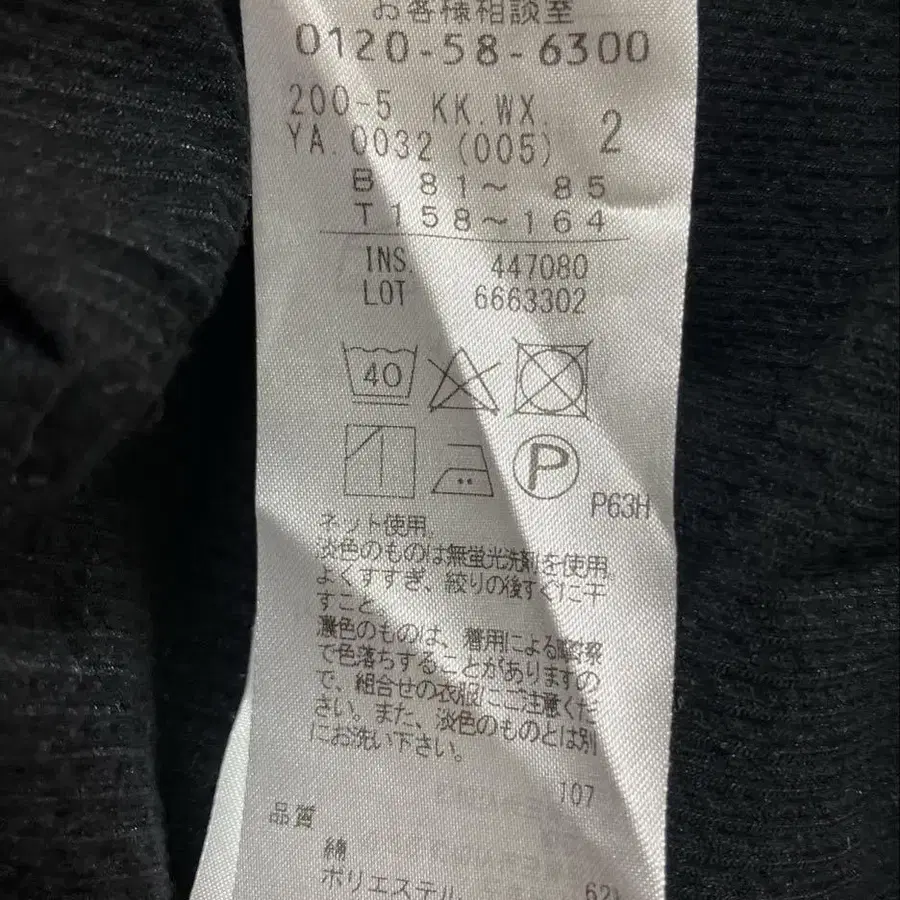 お客様相談室
0120-58-6300
200-5 KK.WX.
YA.0032 (005) 2
B 81～ 85
T158～164
INS. 447080
LOT 6663302
40
P
P63H
ネット使用。
淡色のものは無蛍光洗剤を使用。
よくすすぎ、絞りの後すぐに干
すこと。
濃色のものは、着用による摩擦
で色落ちすることがありますの
で、組合せの衣服にご注意くだ
さい。また、淡色のものとは別
にお洗い下さい。
107
品質
綿
ポリエステル